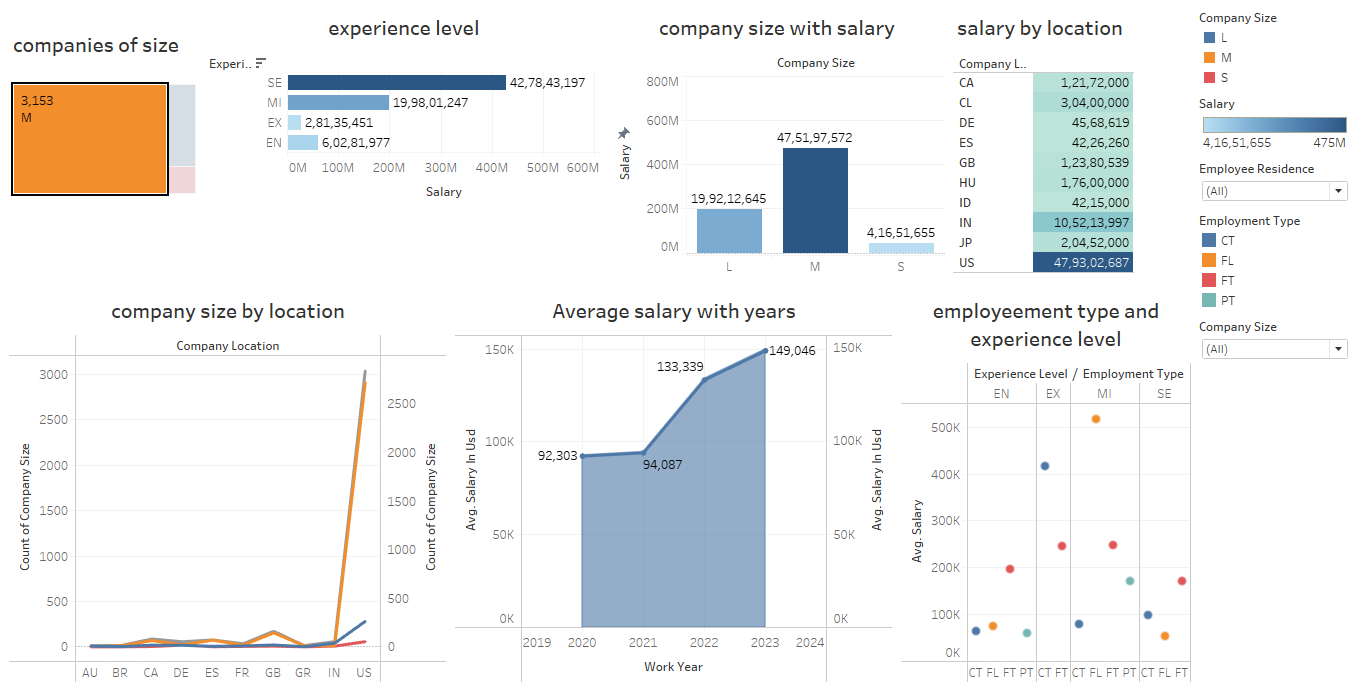 companies of size
3,153
M
experience level
Experi..
SE 42,78,43,197
MI 19,98,01,247
EX 2,81,35,451
EN 6,02,81,977
0M 100M 200M 300M 400M 500M 600M
Salary
company size with salary
Company Size
800M
600M
400M
200M
0M
Salary
19,92,12,645
47,51,97,572
4,16,51,655
L M S
salary by location
Company L..
CA 1,21,72,000
CL 3,04,00,000
DE 45,68,619
ES 42,26,260
GB 1,23,80,539
HU 1,76,00,000
ID 42,15,000
IN 10,52,13,997
JP 2,04,52,000
US 47,93,02,687
Company Size
L
M
S
Salary
4,16,51,655 475M
Employee Residence
(All)
Employment Type
CT
FL
FT
PT
Company Size
(All)
company size by location
Company Location
3000
2500
2000
1500
1000
500
0
Count of Company Size
2500
2000
1500
1000
500
0
Count of Company Size
AU BR CA DE ES FR GB GR IN US
Average salary with years
150K
100K
50K
0K
Avg. Salary In Usd
92,303
94,087
133,339
149,046
150K
100K
50K
0K
Avg. Salary In Usd
2019 2020 2021 2022 2023 2024
Work Year
employeement type and
experience level
Experience Level / Employment Type
EN EX MI SE
500K
400K
300K
200K
100K
0K
Avg. Salary
CT FL FT PT CT FT CT FL FT PT CT FL FT